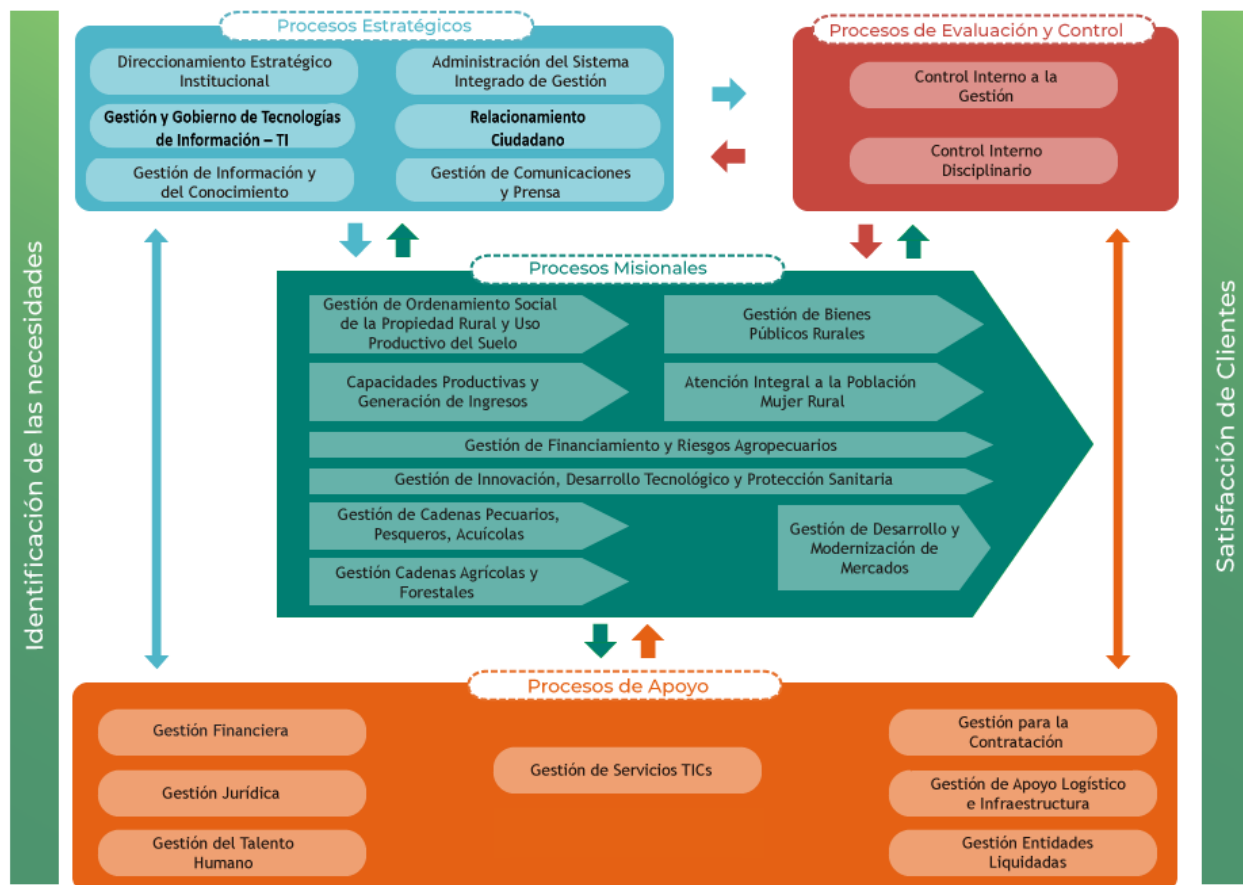 Identificación de las necesidades
Procesos Estratégicos
Direccionamiento Estratégico
Institucional
Administración del Sistema
Integrado de Gestión
Gestión y Gobierno de Tecnologías
de Información – TI
Relacionamiento
Ciudadano
Gestión de Información y
del Conocimiento
Gestión de Comunicaciones
y Prensa
Procesos de Evaluación y Control
Control Interno a la
Gestión
Control Interno
Disciplinario
Procesos Misionales
Gestión de Ordenamiento Social
de la Propiedad Rural y Uso
Productivo del Suelo
Gestión de Bienes
Públicos Rurales
Capacidades Productivas y
Generación de Ingresos
Atención Integral a la Población
Mujer Rural
Gestión de Financiamiento y Riesgos Agropecuarios
Gestión de Innovación, Desarrollo Tecnológico y Protección Sanitaria
Gestión de Cadenas Pecuarios,
Pesqueros, Acuícolas
Gestión Cadenas Agrícolas y
Forestales
Gestión de Desarrollo y
Modernización de
Mercados
Procesos de Apoyo
Gestión Financiera
Gestión Jurídica
Gestión del Talento
Humano
Gestión de Servicios TICs
Gestión para la
Contratación
Gestión de Apoyo Logístico
e Infraestructura
Gestión Entidades
Liquidadas
Satisfacción de Clientes